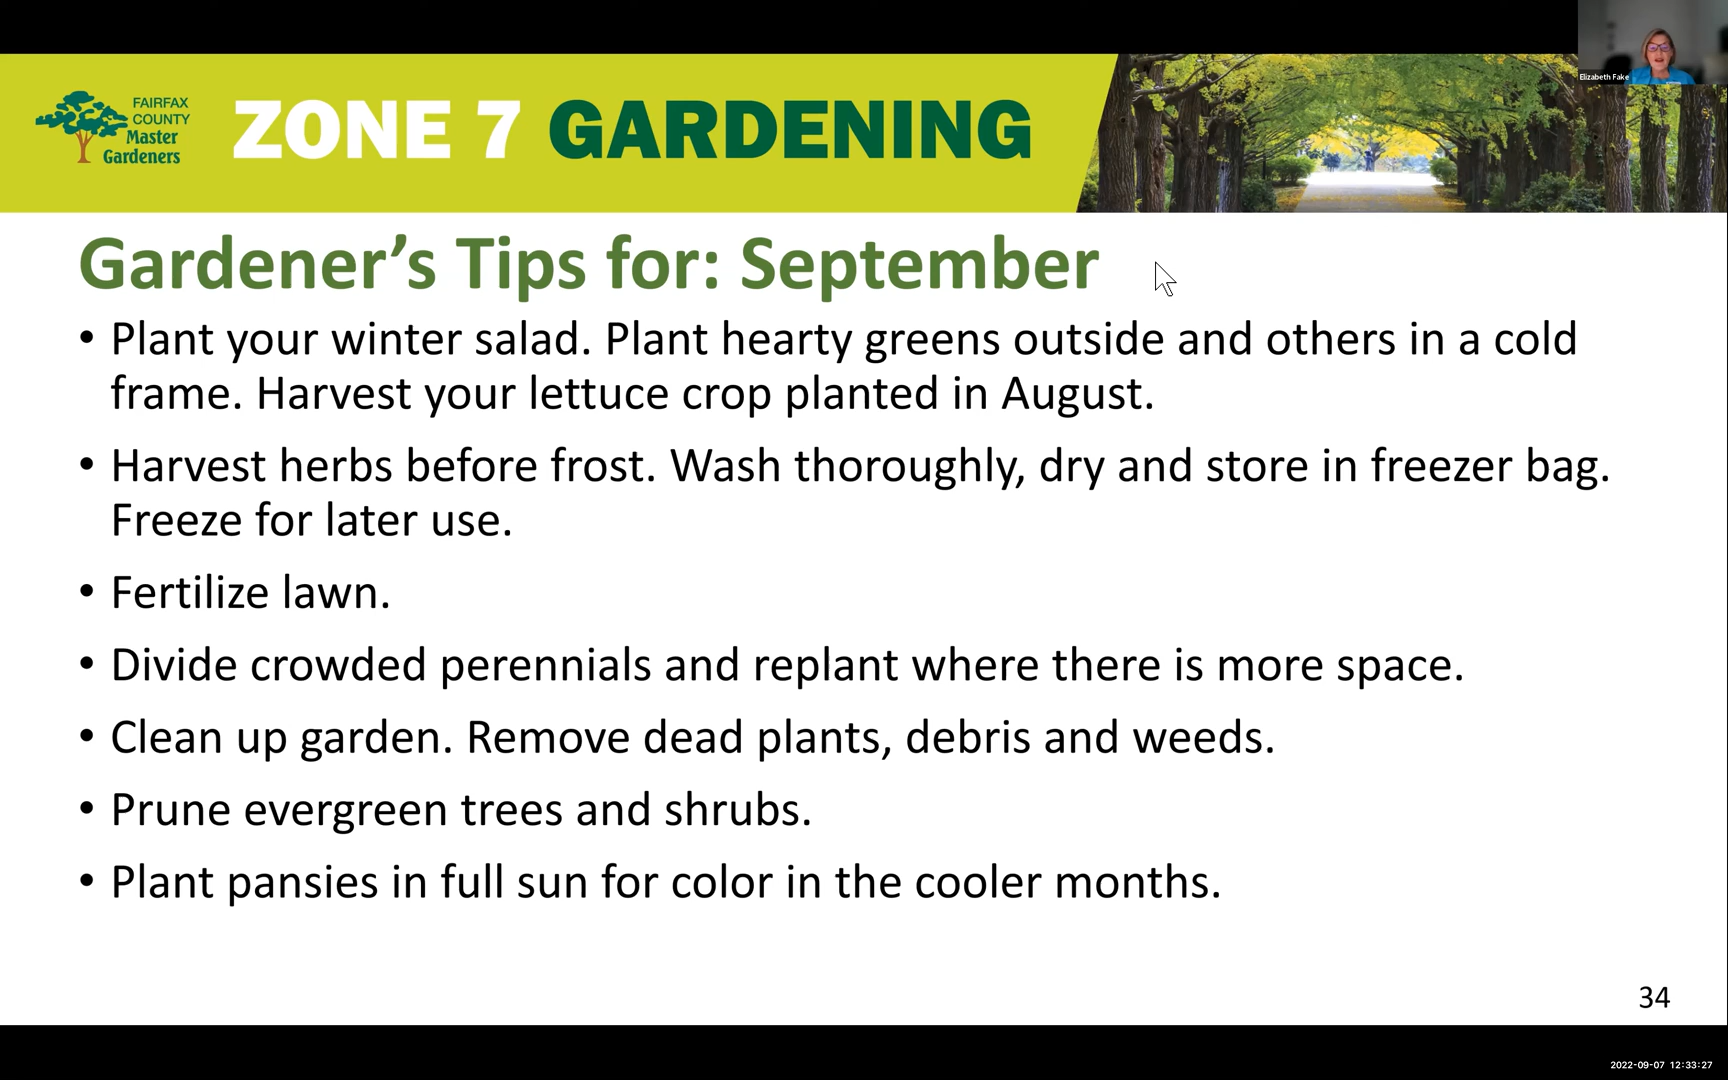 Elizabeth Fake
FAIRFAX
COUNTY
Master
Gardeners
ZONE 7 GARDENING
Gardener’s Tips for: September
• Plant your winter salad. Plant hearty greens outside and others in a cold
frame. Harvest your lettuce crop planted in August.
• Harvest herbs before frost. Wash thoroughly, dry and store in freezer bag.
Freeze for later use.
• Fertilize lawn.
• Divide crowded perennials and replant where there is more space.
• Clean up garden. Remove dead plants, debris and weeds.
• Prune evergreen trees and shrubs.
• Plant pansies in full sun for color in the cooler months.
34
2022-09-07 12:33:27